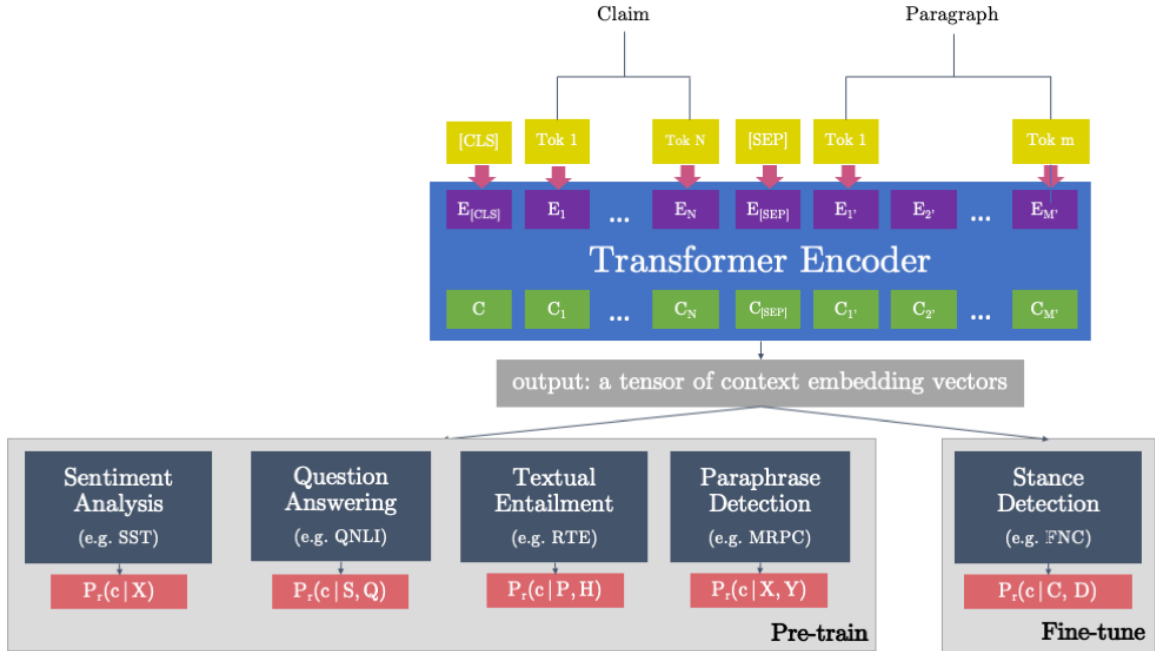 Claim Paragraph
[CLS] Tok 1 Tok N [SEP] Tok 1 Tok m
E[CLS] E1 ... EN E[SEP] E1' E2' ... EM'
Transformer Encoder
C C1 ... CN C[SEP] C1' C2' ... CM'
output: a tensor of context embedding vectors
Sentiment
Analysis
(e.g. SST)
Pr(c | X)
Question
Answering
(e.g. QNLI)
Pr(c | S, Q)
Textual
Entailment
(e.g. RTE)
Pr(c | P, H)
Paraphrase
Detection
(e.g. MRPC)
Pr(c | X, Y)
Pre-train
Stance
Detection
(e.g. FNC)
Pr(c | C, D)
Fine-tune